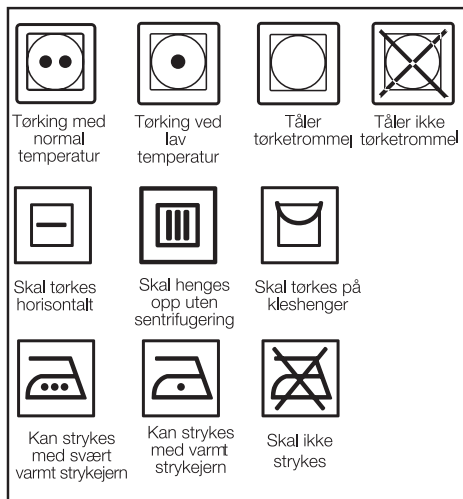 Tørking med
normal
temperatur
Tørking ved
lav
temperatur
Tåler
tørketrommel
Tåler ikke
tørketrommel
Skal tørkes
horisontalt
Skal henges
opp uten
sentrifugering
Skal tørkes på
kleshenger
Kan strykes
med svært
varmt strykejern
Kan strykes
med varmt
strykejern
Skal ikke
strykes